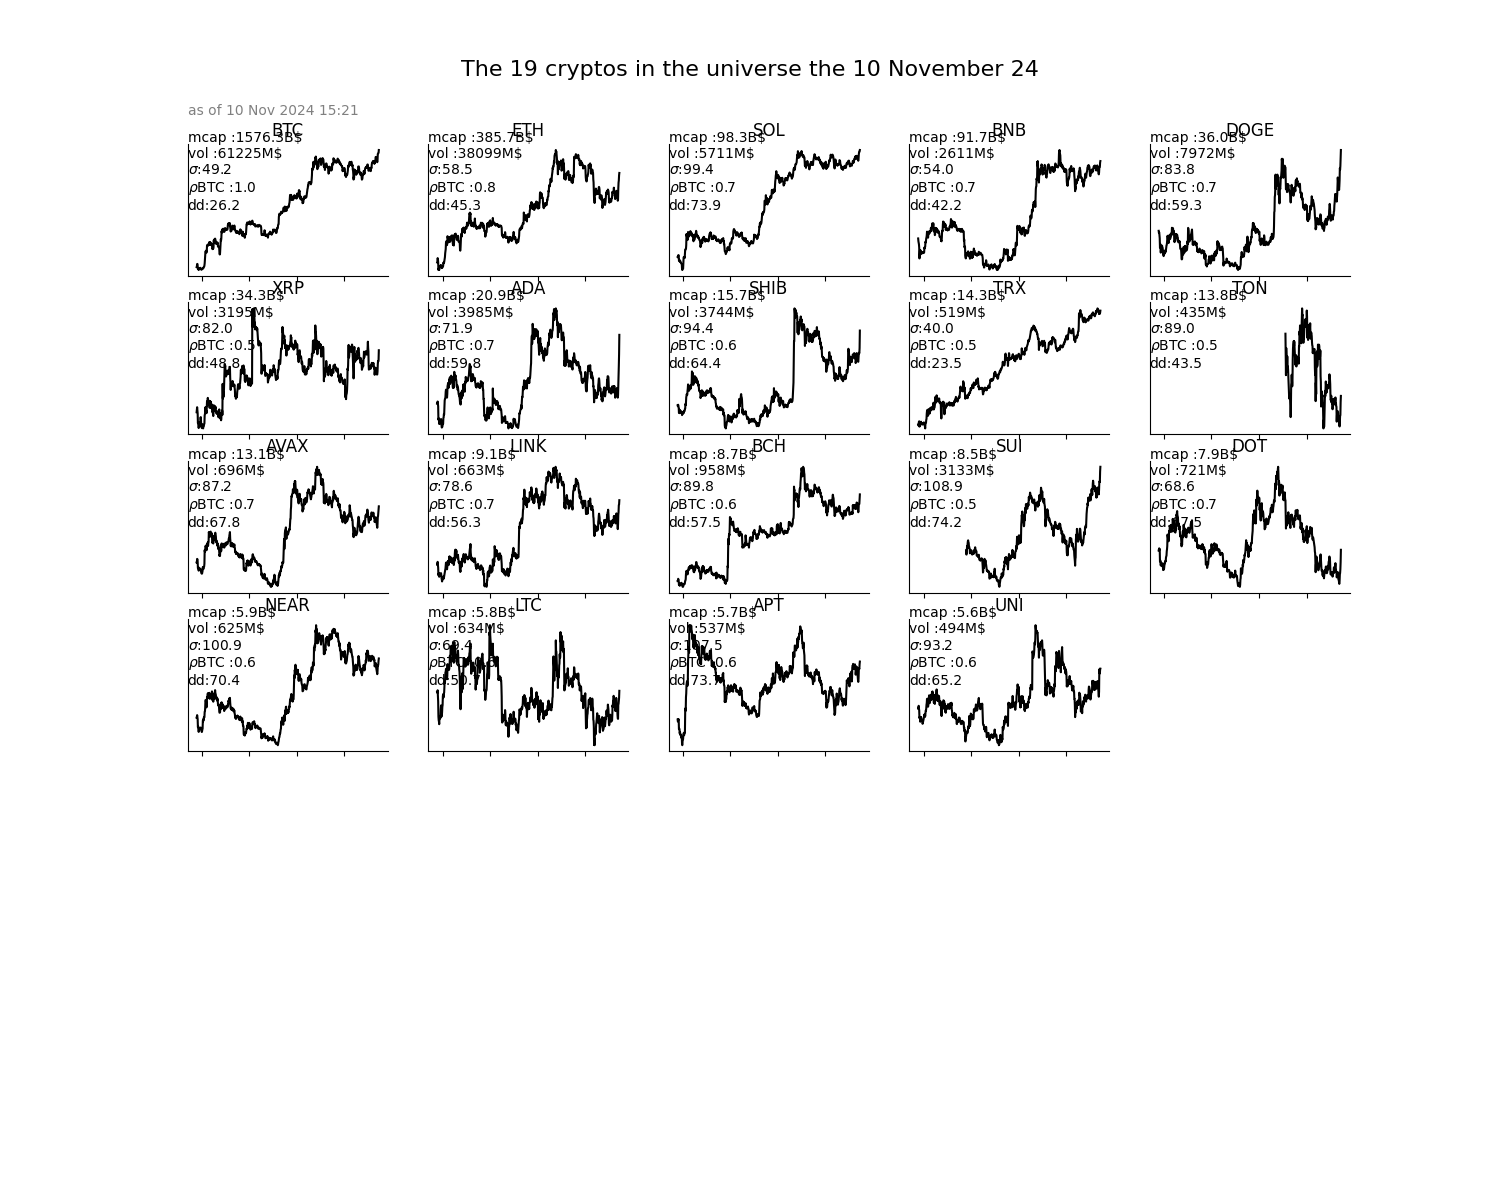 The 19 cryptos in the universe the 10 November 24
as of 10 Nov 2024 15:21
BTC
mcap :1576.3B$
vol :61225M$
σ:49.2
ρBTC :1.0
dd:26.2
ETH
mcap :385.7B$
vol :38099M$
σ:58.5
ρBTC :0.8
dd:45.3
SOL
mcap :98.3B$
vol :5711M$
σ:99.4
ρBTC :0.7
dd:73.9
BNB
mcap :91.7B$
vol :2611M$
σ:54.0
ρBTC :0.7
dd:42.2
DOGE
mcap :36.0B$
vol :7972M$
σ:83.8
ρBTC :0.7
dd:59.3
XRP
mcap :34.3B$
vol :3195M$
σ:82.0
ρBTC :0.5
dd:48.8
ADA
mcap :20.9B$
vol :3985M$
σ:71.9
ρBTC :0.7
dd:59.8
SHIB
mcap :15.7B$
vol :3744M$
σ:94.4
ρBTC :0.6
dd:64.4
TRX
mcap :14.3B$
vol :519M$
σ:40.0
ρBTC :0.5
dd:23.5
TON
mcap :13.8B$
vol :435M$
σ:89.0
ρBTC :0.5
dd:43.5
AVAX
mcap :13.1B$
vol :696M$
σ:87.2
ρBTC :0.7
dd:67.8
LINK
mcap :9.1B$
vol :663M$
σ:78.6
ρBTC :0.7
dd:56.3
BCH
mcap :8.7B$
vol :958M$
σ:89.8
ρBTC :0.6
dd:57.5
SUI
mcap :8.5B$
vol :3133M$
σ:108.9
ρBTC :0.5
dd:74.2
DOT
mcap :7.9B$
vol :721M$
σ:68.6
ρBTC :0.7
NEAR
mcap :5.9B$
vol :625M$
σ:100.9
ρBTC :0.6
dd:70.4
LTC
mcap :5.8B$
vol :634M$
APT
mcap :5.7B$
vol :537M$
ρBTC :0.6
UNI
mcap :5.6B$
vol :494M$
σ:93.2
ρBTC :0.6
dd:65.2